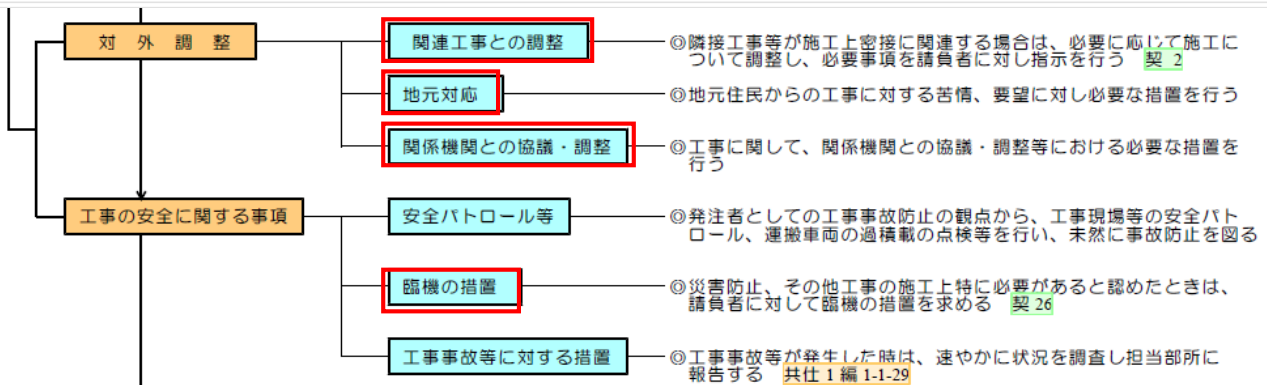 対外調整
関連工事との調整
◎隣接工事等が施工上密接に関連する場合は、必要に応じて施工に
ついて調整し、必要事項を請負者に対し指示を行う 契 2
地元対応
◎地元住民からの工事に対する苦情、要望に対し必要な措置を行う
関係機関との協議・調整
◎工事に関して、関係機関との協議・調整等における必要な措置を
行う
工事の安全に関する事項
安全パトロール等
◎発注者としての工事事故防止の観点から、工事現場等の安全パト
ロール、運搬車両の過積載の点検等を行い、未然に事故防止を図る
臨機の措置
◎災害防止、その他工事の施工上特に必要があると認めたときは、
請負者に対して臨機の措置を求める 契 26
工事事故等に対する措置
◎工事事故等が発生した時は、速やかに状況を調査し担当部所に
報告する 共仕 1 編 1-1-29